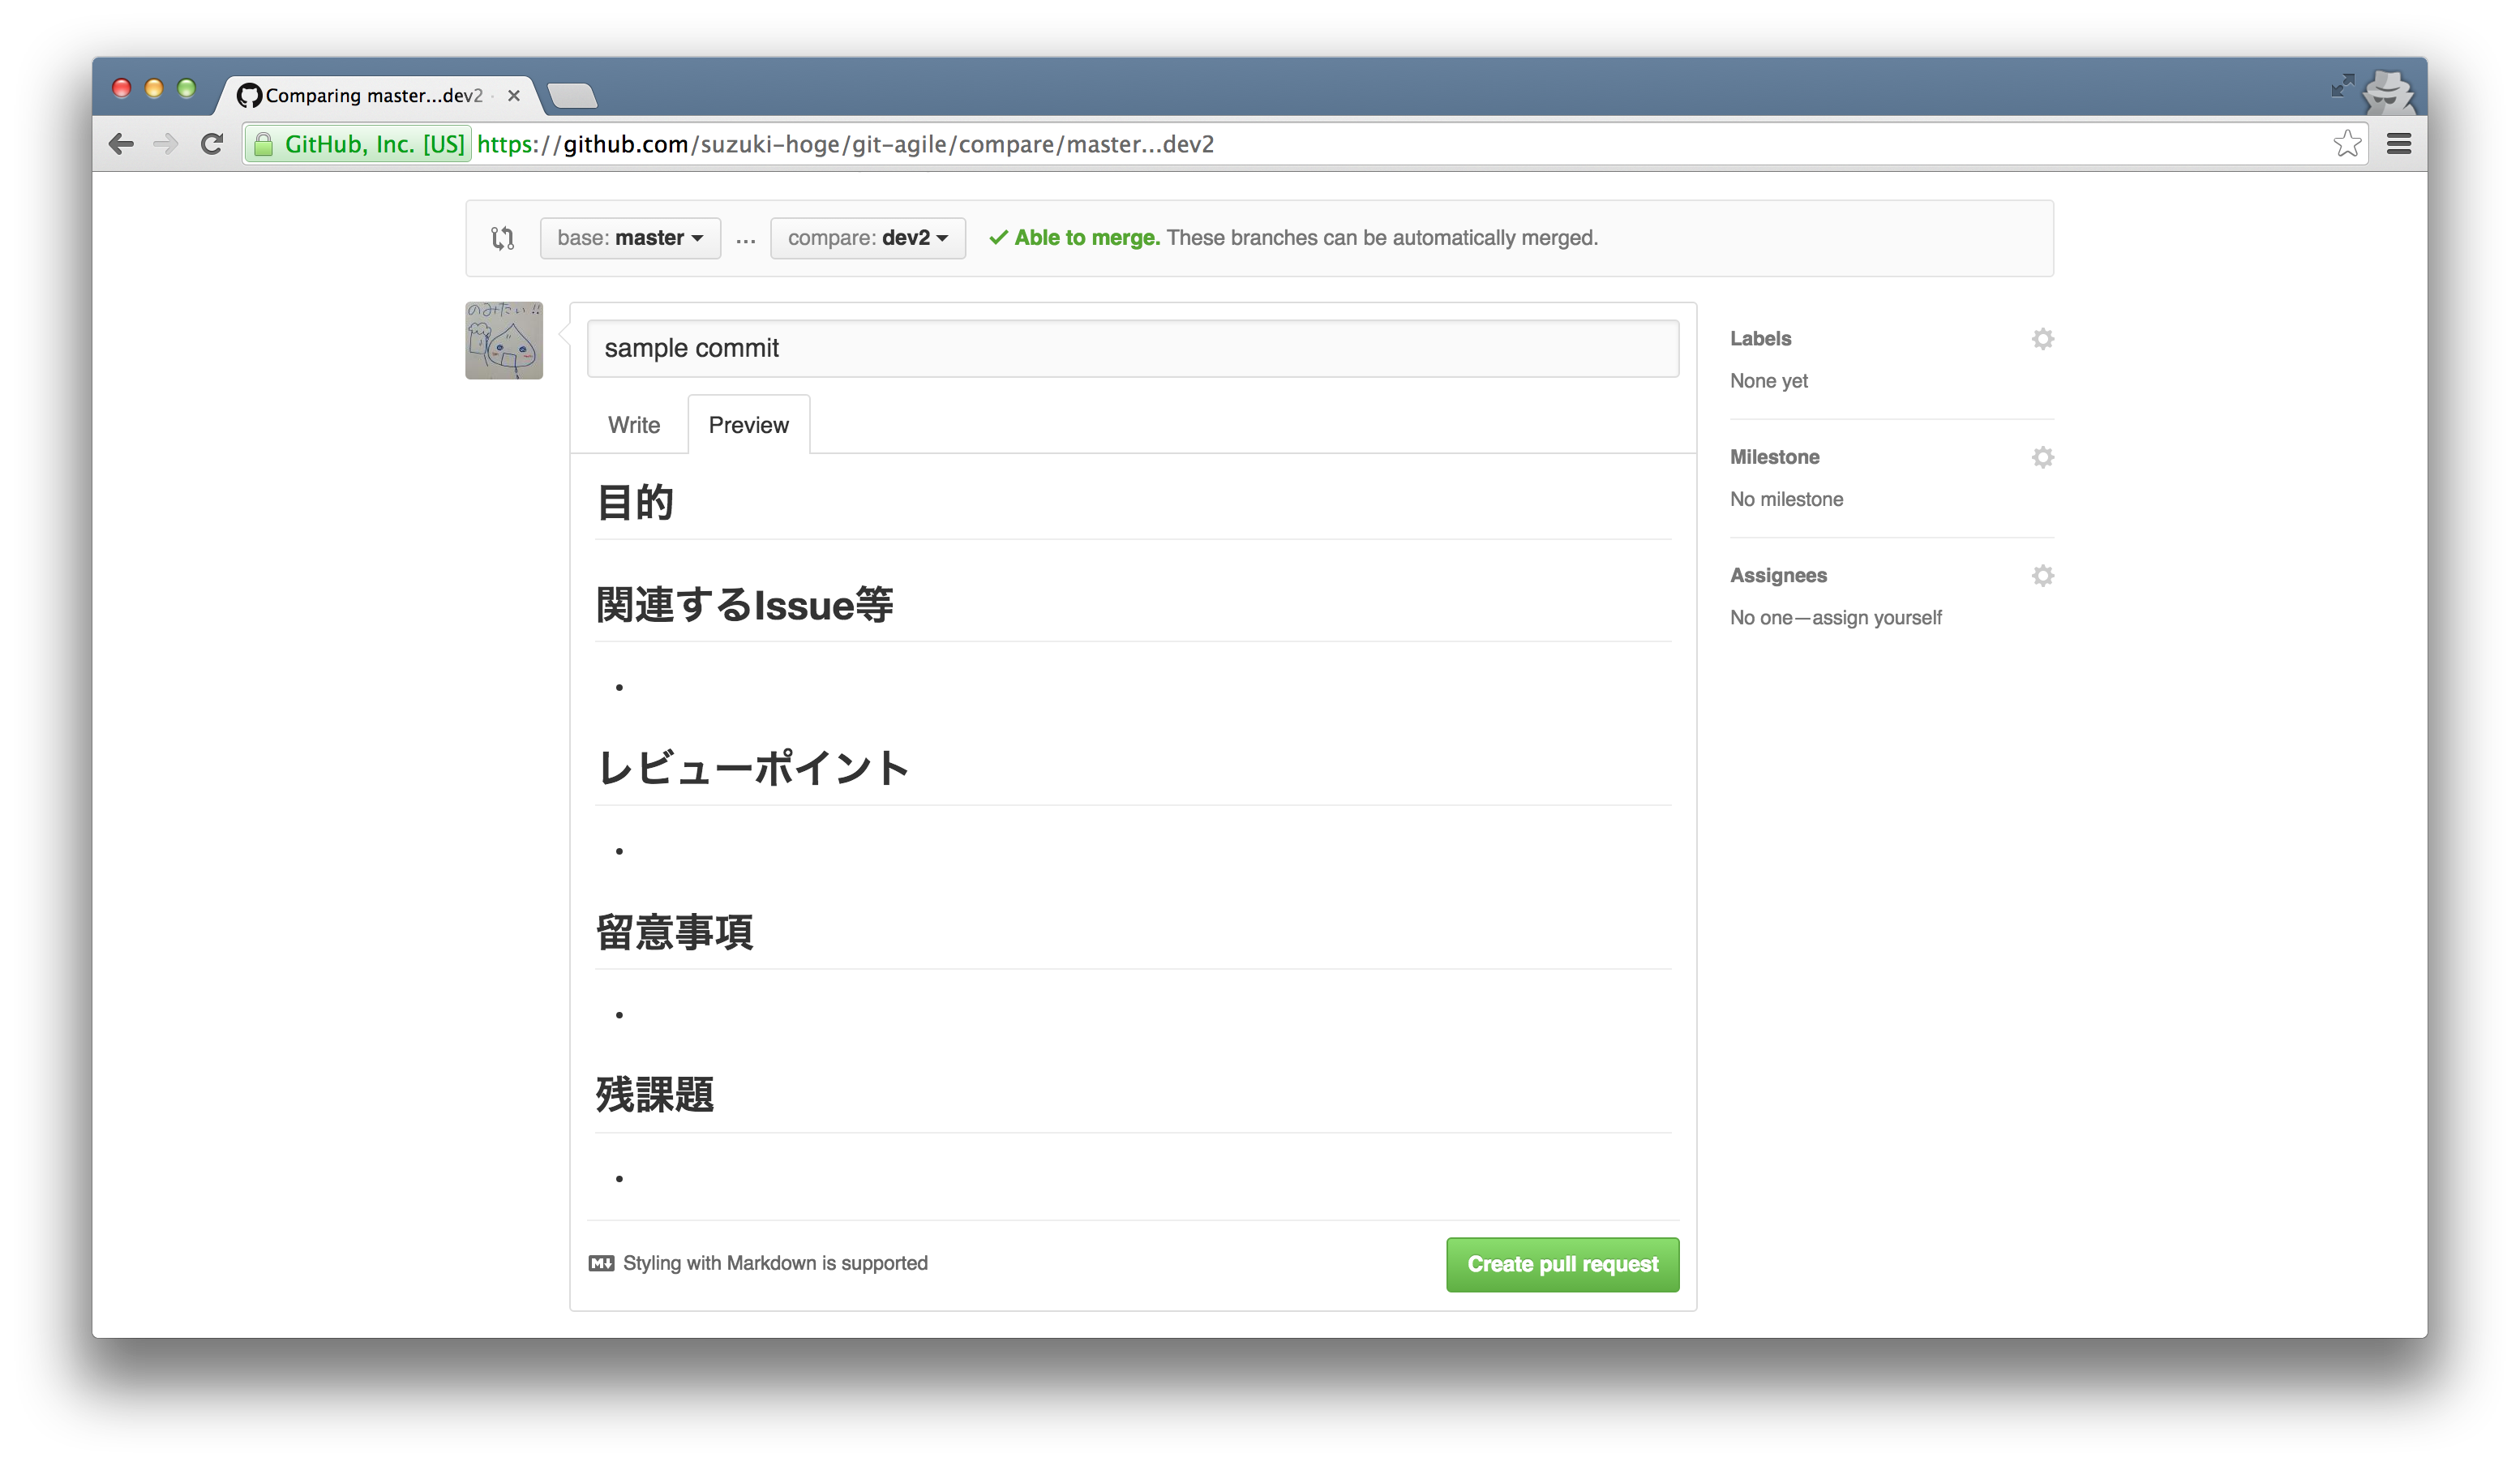 Comparing master...dev2
GitHub, Inc. [US] https://github.com/suzuki-hoge/git-agile/compare/master...dev2
base: master ... compare: dev2 Able to merge. These branches can be automatically merged.
のみたい!!
sample commit
Write Preview
目的
関連するIssue等
•
レビューポイント
•
留意事項
•
残課題
•
Styling with Markdown is supported
Create pull request
Labels
None yet
Milestone
No milestone
Assignees
No one—assign yourself